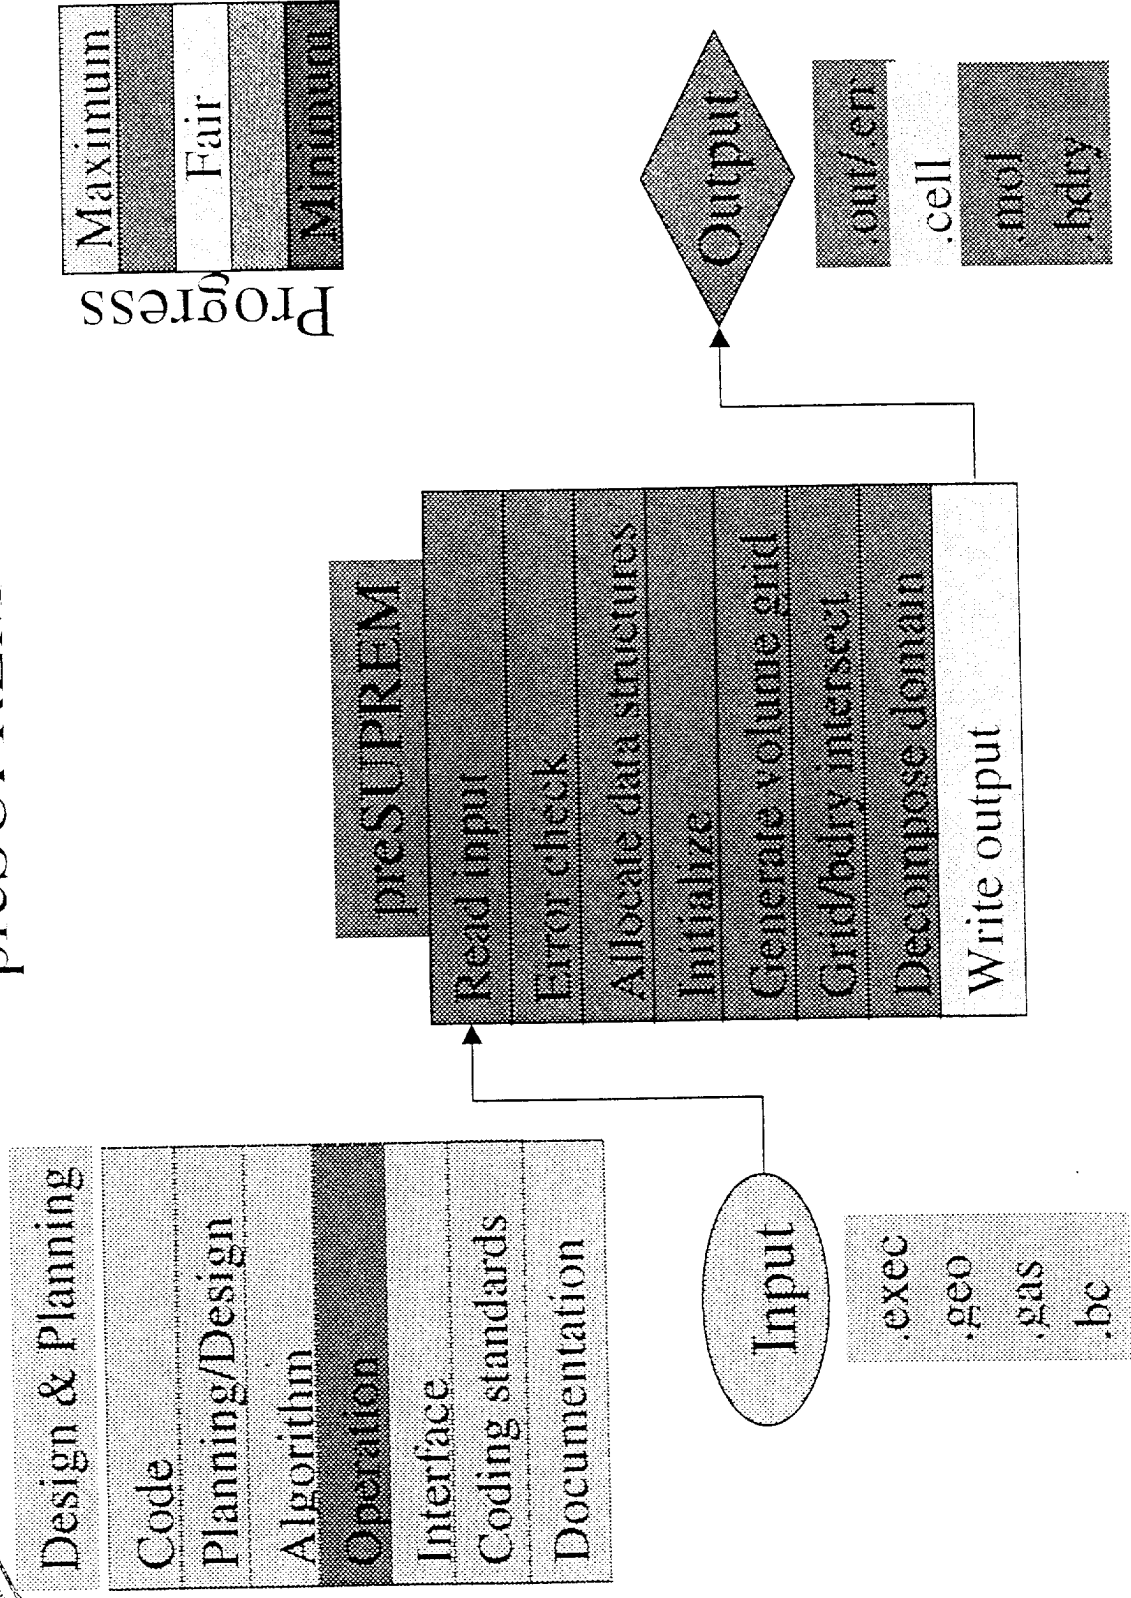 preSUPREM
Design & Planning
Code
Planning/Design
Algorithm
Operation
Interface
Coding standards
Documentation
Input
.exec
.geo
.gas
.bc
preSUPREM
Read input
Error check
Allocate data structures
Initialize
Generate volume grid
Grid/bdry intersect
Decompose domain
Write output
Progress
Maximum
Fair
Minimum
Output
.out/.en
.cell
.mol
.bdry